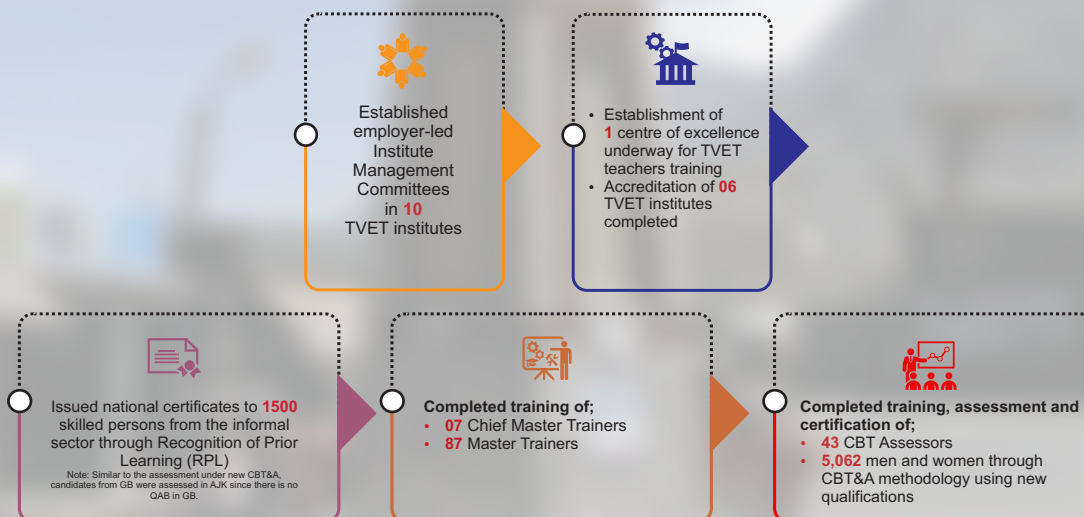 Established
employer-led
Institute
Management
Committees
in 10
TVET institutes
• Establishment of
1 centre of excellence
underway for TVET
teachers training
• Accreditation of 06
TVET institutes
completed
Issued national certificates to 1500
skilled persons from the informal
sector through Recognition of Prior
Learning (RPL)
Note: Similar to the assessment under new CBT&A,
candidates from GB were assessed in AJK since there is no
QAB in GB.
Completed training of;
• 07 Chief Master Trainers
• 87 Master Trainers
Completed training, assessment and
certification of;
• 43 CBT Assessors
• 5,062 men and women through
CBT&A methodology using new
qualifications